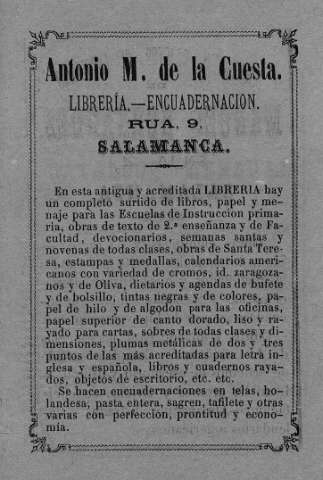 Antonio M. de la Cuesta.
LIBRERÍA.—ENCUADERNACION.
RUA, 9,
SALAMANCA.
En esta antigua y acreditada LIBRERIA hay
un completo surtido de libros, papel y me-
naje para las Escuelas de Instruccion prima-
ria, obras de texto de 2.ª enseñanza y de Fa-
cultad, devocionarios, semanas santas y
novenas de todas clases, obras de Santa Tere-
sa, estampas y medallas, calendarios ameri-
canos con variedad de cromos, id. zaragoza-
nos y de Oliva, dietarios y agendas de bufete
y de bolsillo, tintas negras y de colores, pa-
pel de hilo y de algodon para las oficinas,
papel superior de canto dorado, liso y ra-
yado para cartas, sobres de todas clases y di-
mensiones, plumas metálicas de dos y tres
puntos de las más acreditadas para letra in-
glesa y española, libros y cuadernos raya-
dos, objetos de escritorio, etc. etc.
Se hacen encuadernaciones en telas, ho-
landesa, pasta entera, sagren, tafilete y otras
varias con perfeccion, prontitud y econo-
mía.